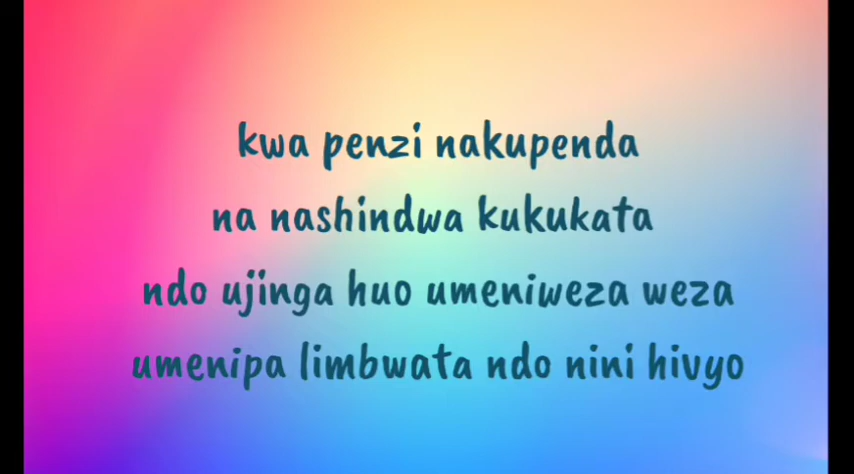 kwa penzi nakupenda
na nashindwa kukukata
ndo ujinga huo umeniweza weza
umenipa limbwata ndo nini hivyo